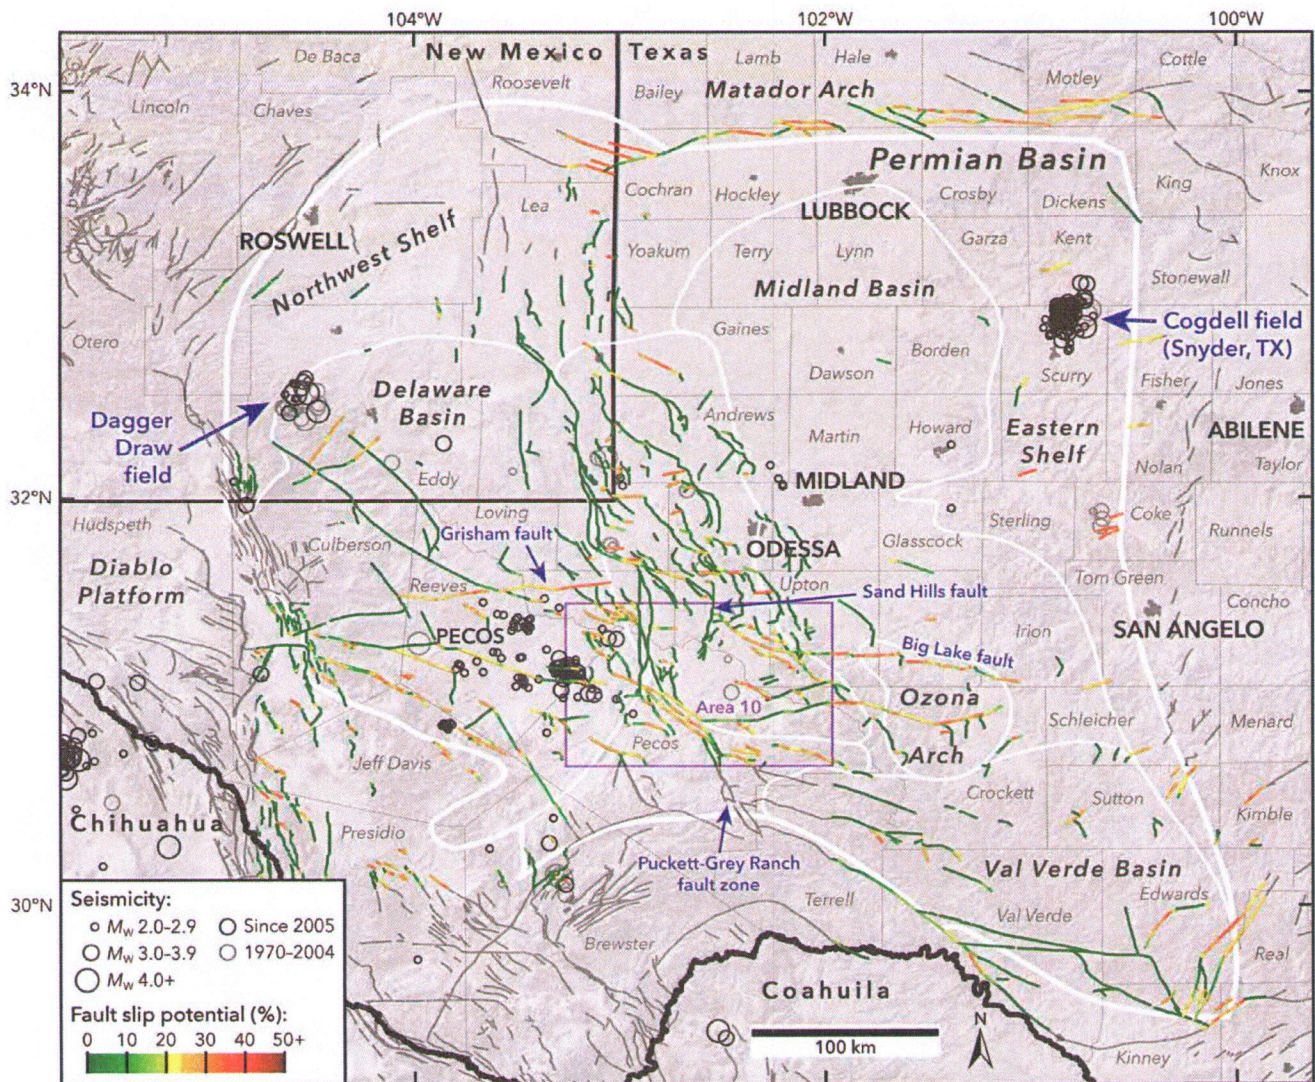 104°W
102°W
100°W
34°N
32°N
30°N
New Mexico
Texas
De Baca
Roosevelt
Lamb
Hale
Cottle
Motley
Bailey
Matador Arch
Lincoln
Chaves
Permian Basin
Knox
King
Cochran
Hockley
Crosby
Dickens
Lea
LUBBOCK
ROSWELL
Northwest Shelf
Yoakum
Terry
Lynn
Garza
Kent
Stonewall
Midland Basin
Otero
Gaines
Cogdell field
(Snyder, TX)
Borden
Dawson
Scurry
Fisher
Jones
Delaware
Basin
Dagger
Draw
field
Andrews
Martin
Howard
Eastern
Shelf
ABILENE
Nolan
Taylor
Eddy
MIDLAND
Hudspeth
Loving
Culberson
Grisham fault
Sterling
Coke
Runnels
Glasscock
ODESSA
Diablo
Platform
Reeves
Upton
Tom Green
Sand Hills fault
Concho
PECOS
Irion
SAN ANGELO
Big Lake fault
Area 10
Ozona
Arch
Schleicher
Menard
Pecos
Jeff Davis
Crockett
Sutton
Kimble
Chihuahua
Presidio
Puckett-Grey Ranch
fault zone
Val Verde Basin
Edwards
Terrell
Val Verde
Brewster
Real
Coahuila
Kinney
N
100 km
Seismicity:
Mw 2.0-2.9
Since 2005
Mw 3.0-3.9
1970-2004
Mw 4.0+
Fault slip potential (%):
0 10 20 30 40 50+